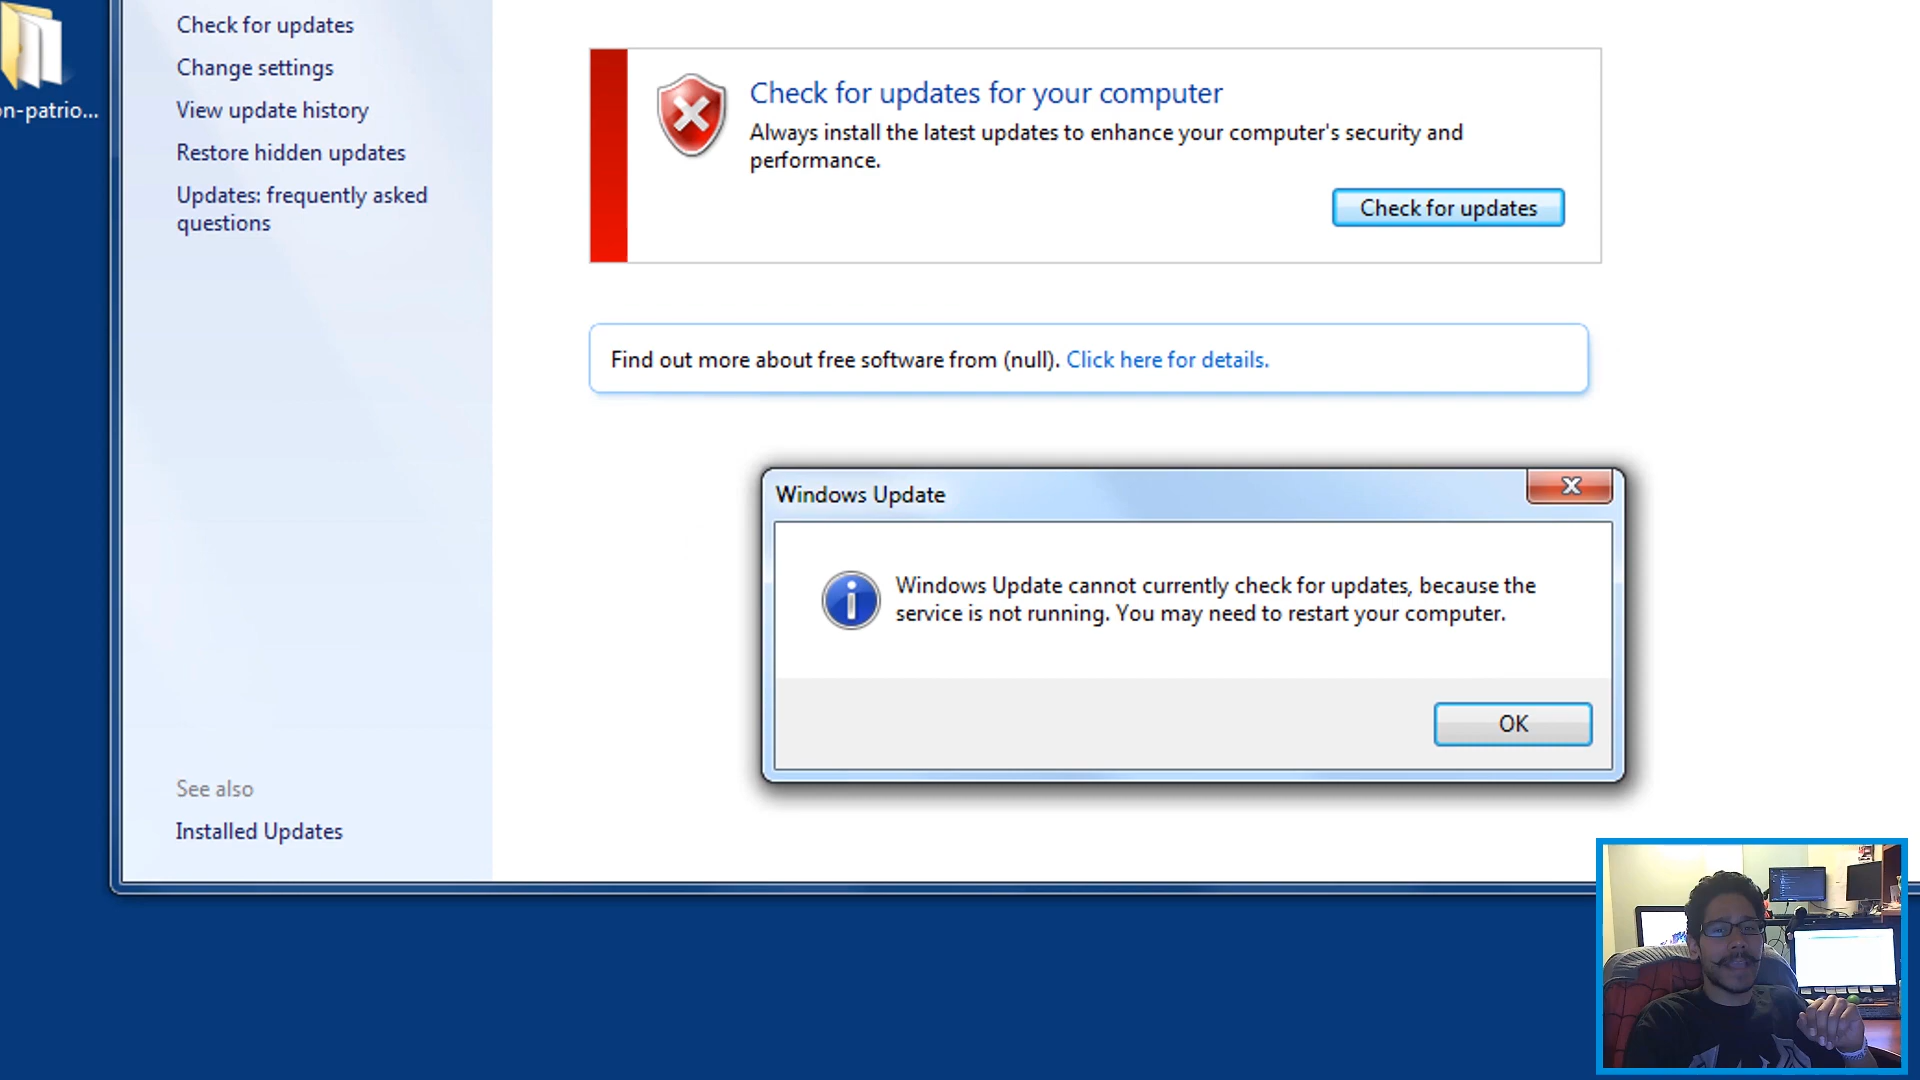 Check for updates
Change settings
View update history
Restore hidden updates
Updates: frequently asked
questions
on-patrio...
Check for updates for your computer
Always install the latest updates to enhance your computer's security and
performance.
Check for updates
Find out more about free software from (null). Click here for details.
Windows Update
Windows Update cannot currently check for updates, because the
service is not running. You may need to restart your computer.
OK
See also
Installed Updates